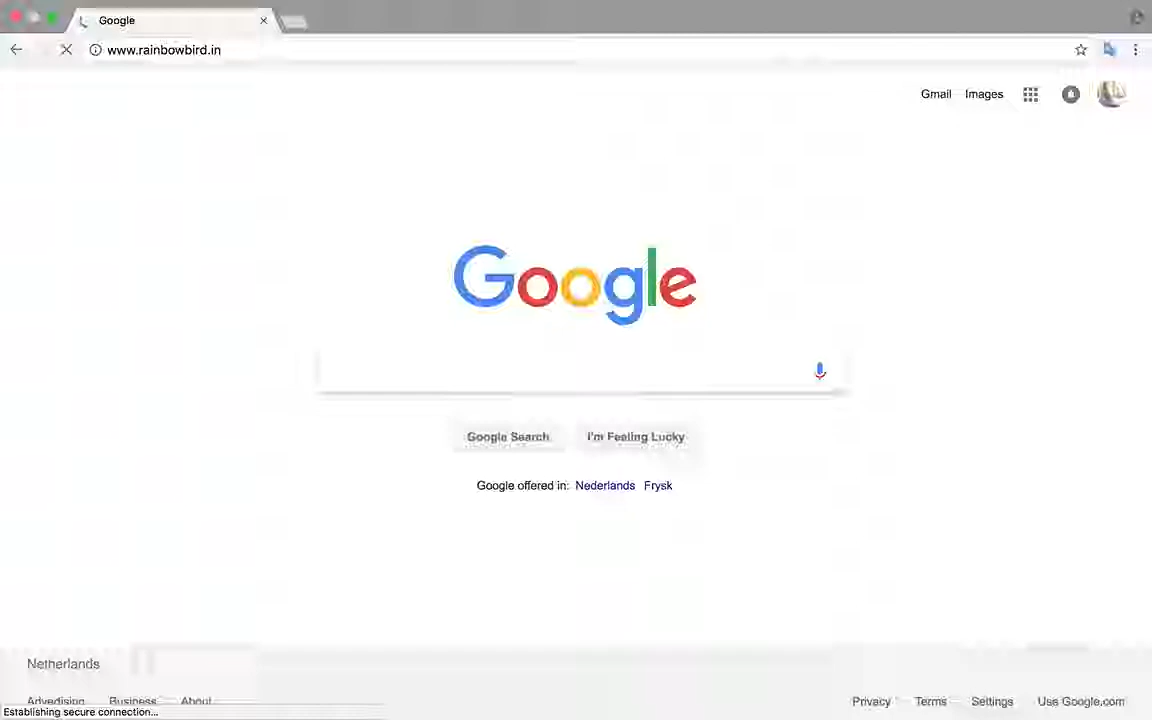 Google
www.rainbowbird.in
Gmail Images
Google
Google Search I'm Feeling Lucky
Google offered in: Nederlands Frysk
Netherlands
Advertising Business About Privacy Terms Settings Use Google.com
Establishing secure connection...